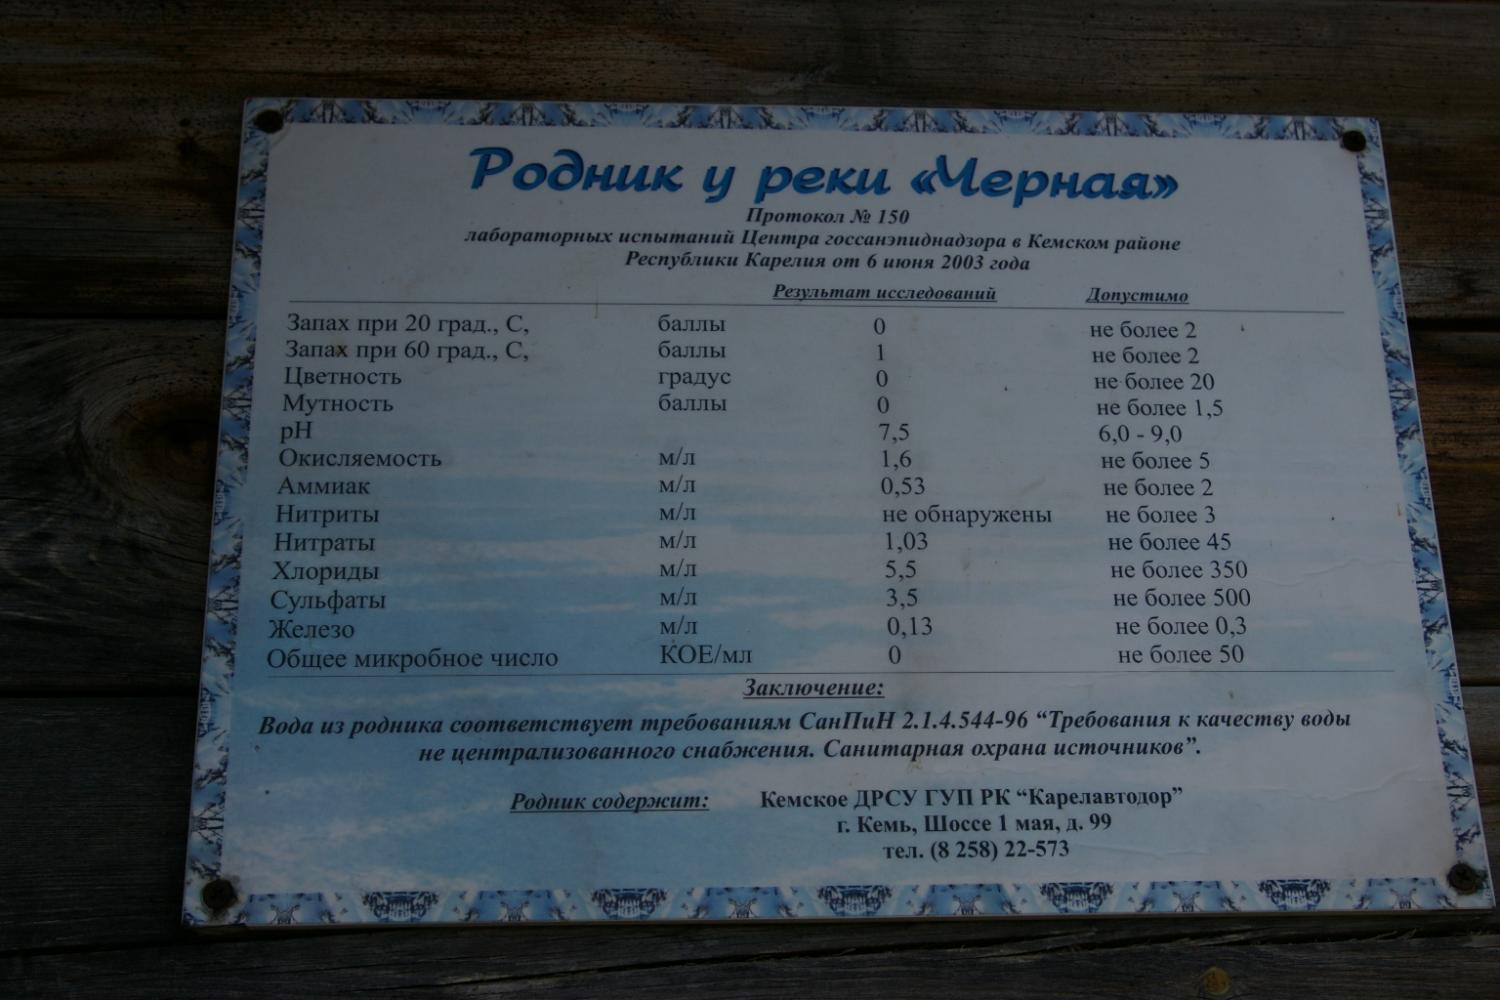 Родник у реки «Черная»
Протокол № 150
лабораторных испытаний Центра госсанэпиднадзора в Кемском районе
Республики Карелия от 6 июня 2003 года
Результат исследований Допустимо
Запах при 20 град., С, баллы 0 не более 2
Запах при 60 град., С, баллы 1 не более 2
Цветность градус 0 не более 20
Мутность баллы 0 не более 1,5
pH 7,5 6,0 - 9,0
Окисляемость м/л 1,6 не более 5
Аммиак м/л 0,53 не более 2
Нитриты м/л не обнаружены не более 3
Нитраты м/л 1,03 не более 45
Хлориды м/л 5,5 не более 350
Сульфаты м/л 3,5 не более 500
Железо м/л 0,13 не более 0,3
Общее микробное число КОЕ/мл 0 не более 50
Заключение:
Вода из родника соответствует требованиям СанПиН 2.1.4.544-96 “Требования к качеству воды
не централизованного снабжения. Санитарная охрана источников”.
Родник содержит: Кемское ДРСУ ГУП РК “Карелавтодор”
г. Кемь, Шоссе 1 мая, д. 99
тел. (8 258) 22-573